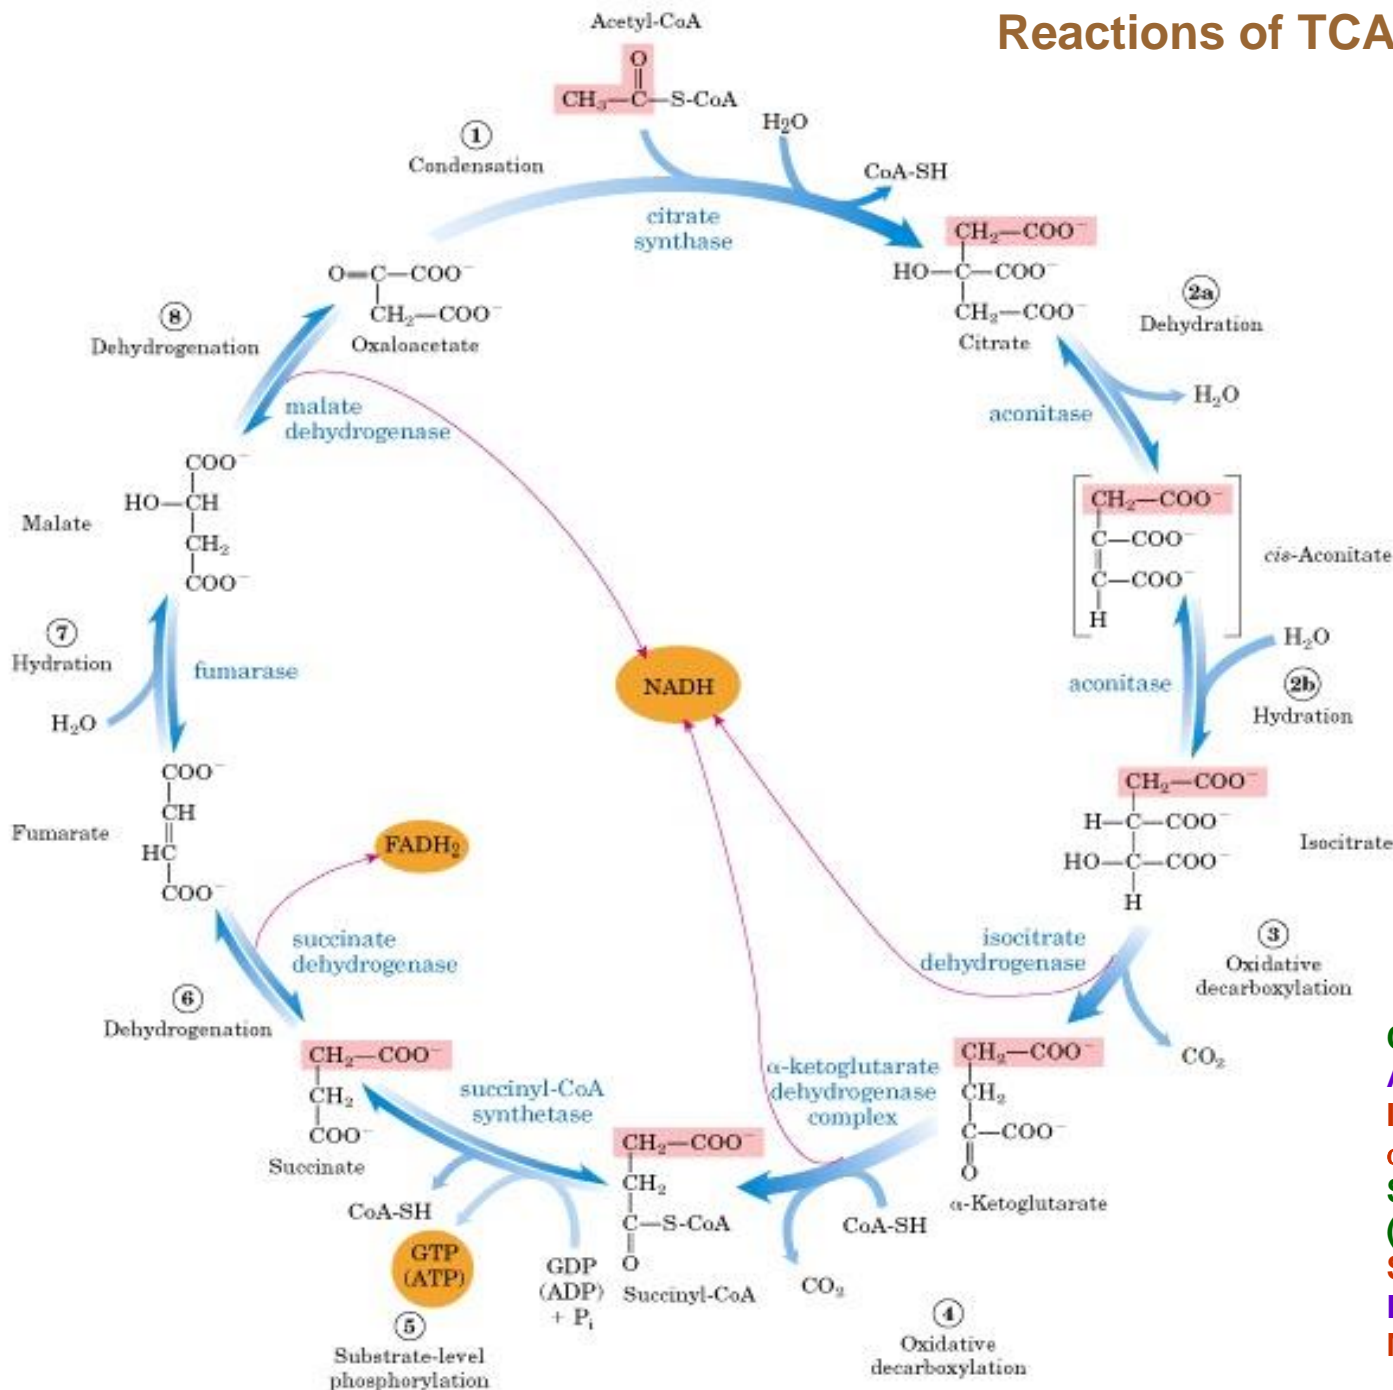 Reactions of TCA
Acetyl-CoA
O
CH₃—C—S-CoA
H₂O
① 
Condensation
CoA-SH
citrate
synthase
CH₂—COO⁻
HO—C—COO⁻
CH₂—COO⁻
Citrate
2a
Dehydration
H₂O
aconitase
CH₂—COO⁻
C—COO⁻
C—COO⁻
H
cis-Aconitate
H₂O
aconitase
2b
Hydration
CH₂—COO⁻
H—C—COO⁻
HO—C—COO⁻
H
Isocitrate
isocitrate
dehydrogenase
③
Oxidative
decarboxylation
CO₂
CH₂—COO⁻
CH₂
C—COO⁻
O
α-Ketoglutarate
α-ketoglutarate
dehydrogenase
complex
CoA-SH
CO₂
④
Oxidative
decarboxylation
CH₂—COO⁻
CH₂
C—S-CoA
O
Succinyl-CoA
succinyl-CoA
synthetase
GDP
(ADP)
+ Pᵢ
CoA-SH
GTP
(ATP)
⑤
Substrate-level
phosphorylation
CH₂—COO⁻
CH₂
COO⁻
Succinate
⑥
Dehydrogenation
succinate
dehydrogenase
FADH₂
COO⁻
CH
HC
COO⁻
Fumarate
⑦
Hydration
H₂O
fumarase
COO⁻
HO—CH
CH₂
COO⁻
Malate
⑧
Dehydrogenation
malate
dehydrogenase
O=C—COO⁻
CH₂—COO⁻
Oxaloacetate
NADH